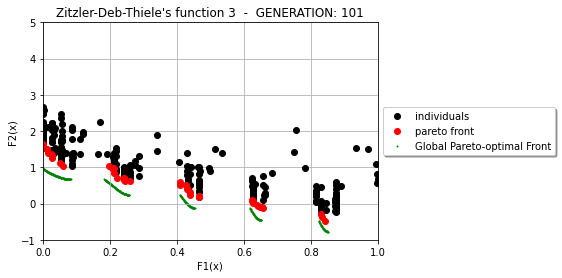 Zitzler-Deb-Thiele's function 3 - GENERATION: 101
5
4
3
2
1
0
−1
F2(x)
0.0 0.2 0.4 0.6 0.8 1.0
F1(x)
individuals
pareto front
Global Pareto-optimal Front